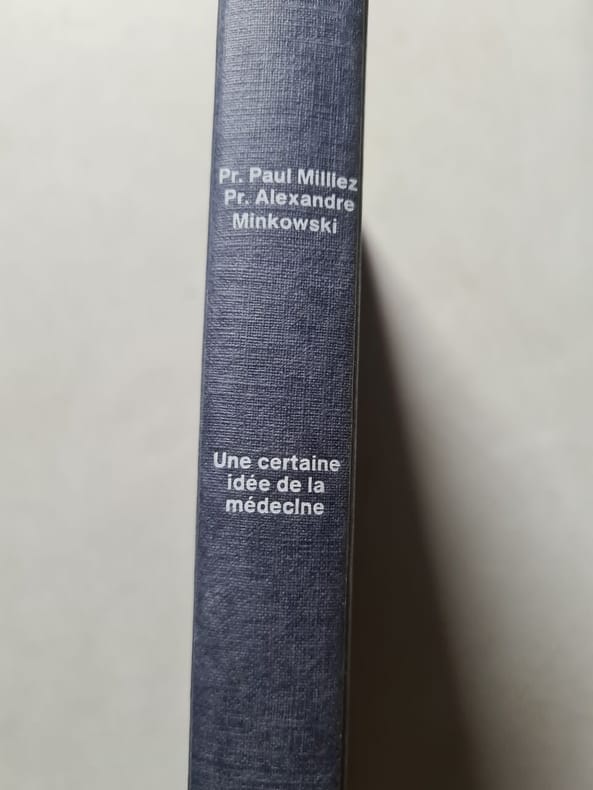 Pr. Paul Milliez
Pr. Alexandre
Minkowski
Une certaine
idée de la
médecine